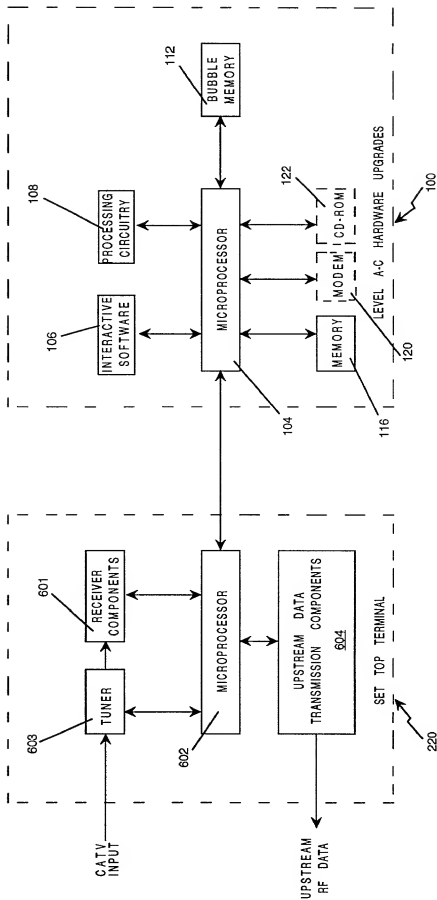 CATV
INPUT
603
TUNER
601
RECEIVER
COMPONENTS
602
MICROPROCESSOR
UPSTREAM DATA
TRANSMISSION COMPONENTS
604
UPSTREAM
RF DATA
SET TOP TERMINAL
220
106
INTERACTIVE
SOFTWARE
108
PROCESSING
CIRCUITRY
104
MICROPROCESSOR
112
BUBBLE
MEMORY
MEMORY
116
MODEM
120
CD-ROM
122
LEVEL A-C HARDWARE UPGRADES
100